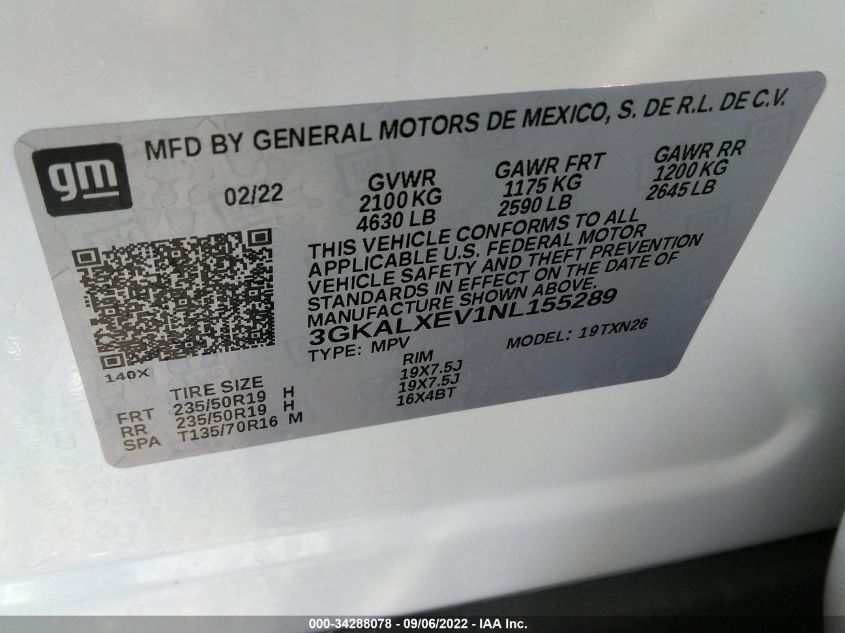 MFD BY GENERAL MOTORS DE MEXICO, S. DE R.L. DE C.V.
gm
02/22
GVWR GAWR FRT GAWR RR
2100 KG 1175 KG 1200 KG
4630 LB 2590 LB 2645 LB
THIS VEHICLE CONFORMS TO ALL
APPLICABLE U.S. FEDERAL MOTOR
VEHICLE SAFETY AND THEFT PREVENTION
STANDARDS IN EFFECT ON THE DATE OF
MANUFACTURE SHOWN ABOVE.
3GKALXEV1NL155289
TYPE: MPV MODEL: 19TXN26
140X
TIRE SIZE RIM
FRT 235/50R19 H 19X7.5J
RR 235/50R19 H 19X7.5J
SPA T135/70R16 M 16X4BT
000-34288078 - 09/06/2022 - IAA Inc.